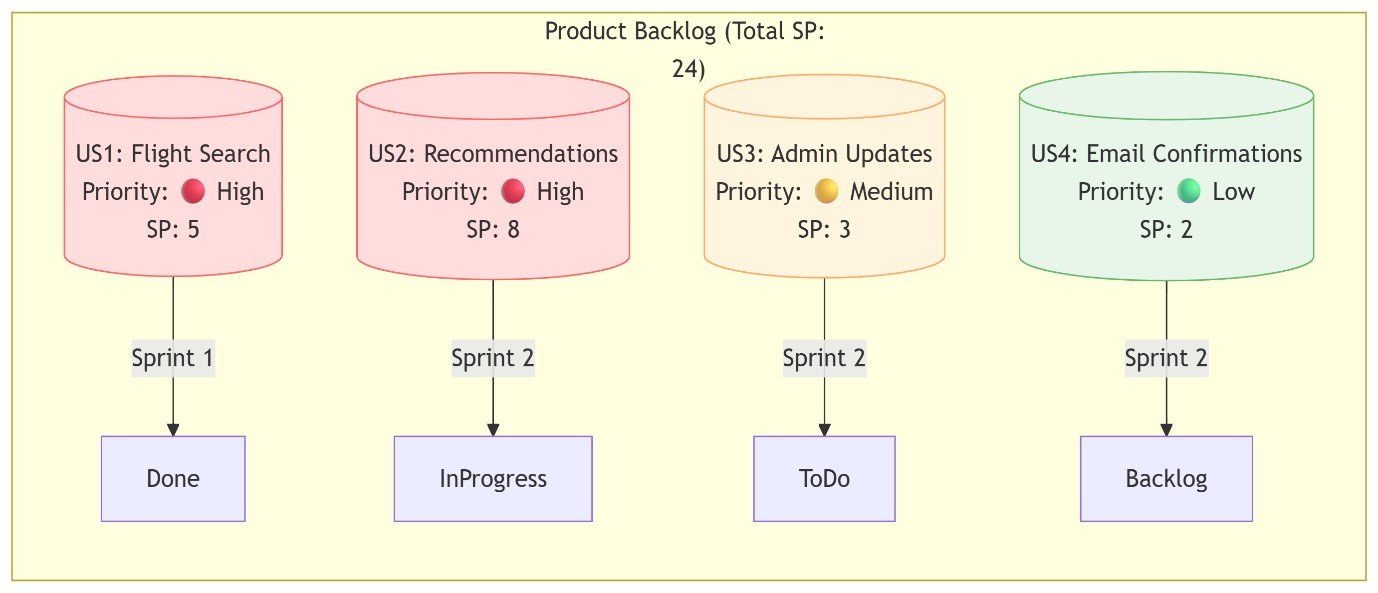 Product Backlog (Total SP:
24)
US1: Flight Search
Priority: 🔴 High
SP: 5
US2: Recommendations
Priority: 🔴 High
SP: 8
US3: Admin Updates
Priority: 🟡 Medium
SP: 3
US4: Email Confirmations
Priority: 🟢 Low
SP: 2
Sprint 1
Sprint 2
Sprint 2
Sprint 2
Done
InProgress
ToDo
Backlog